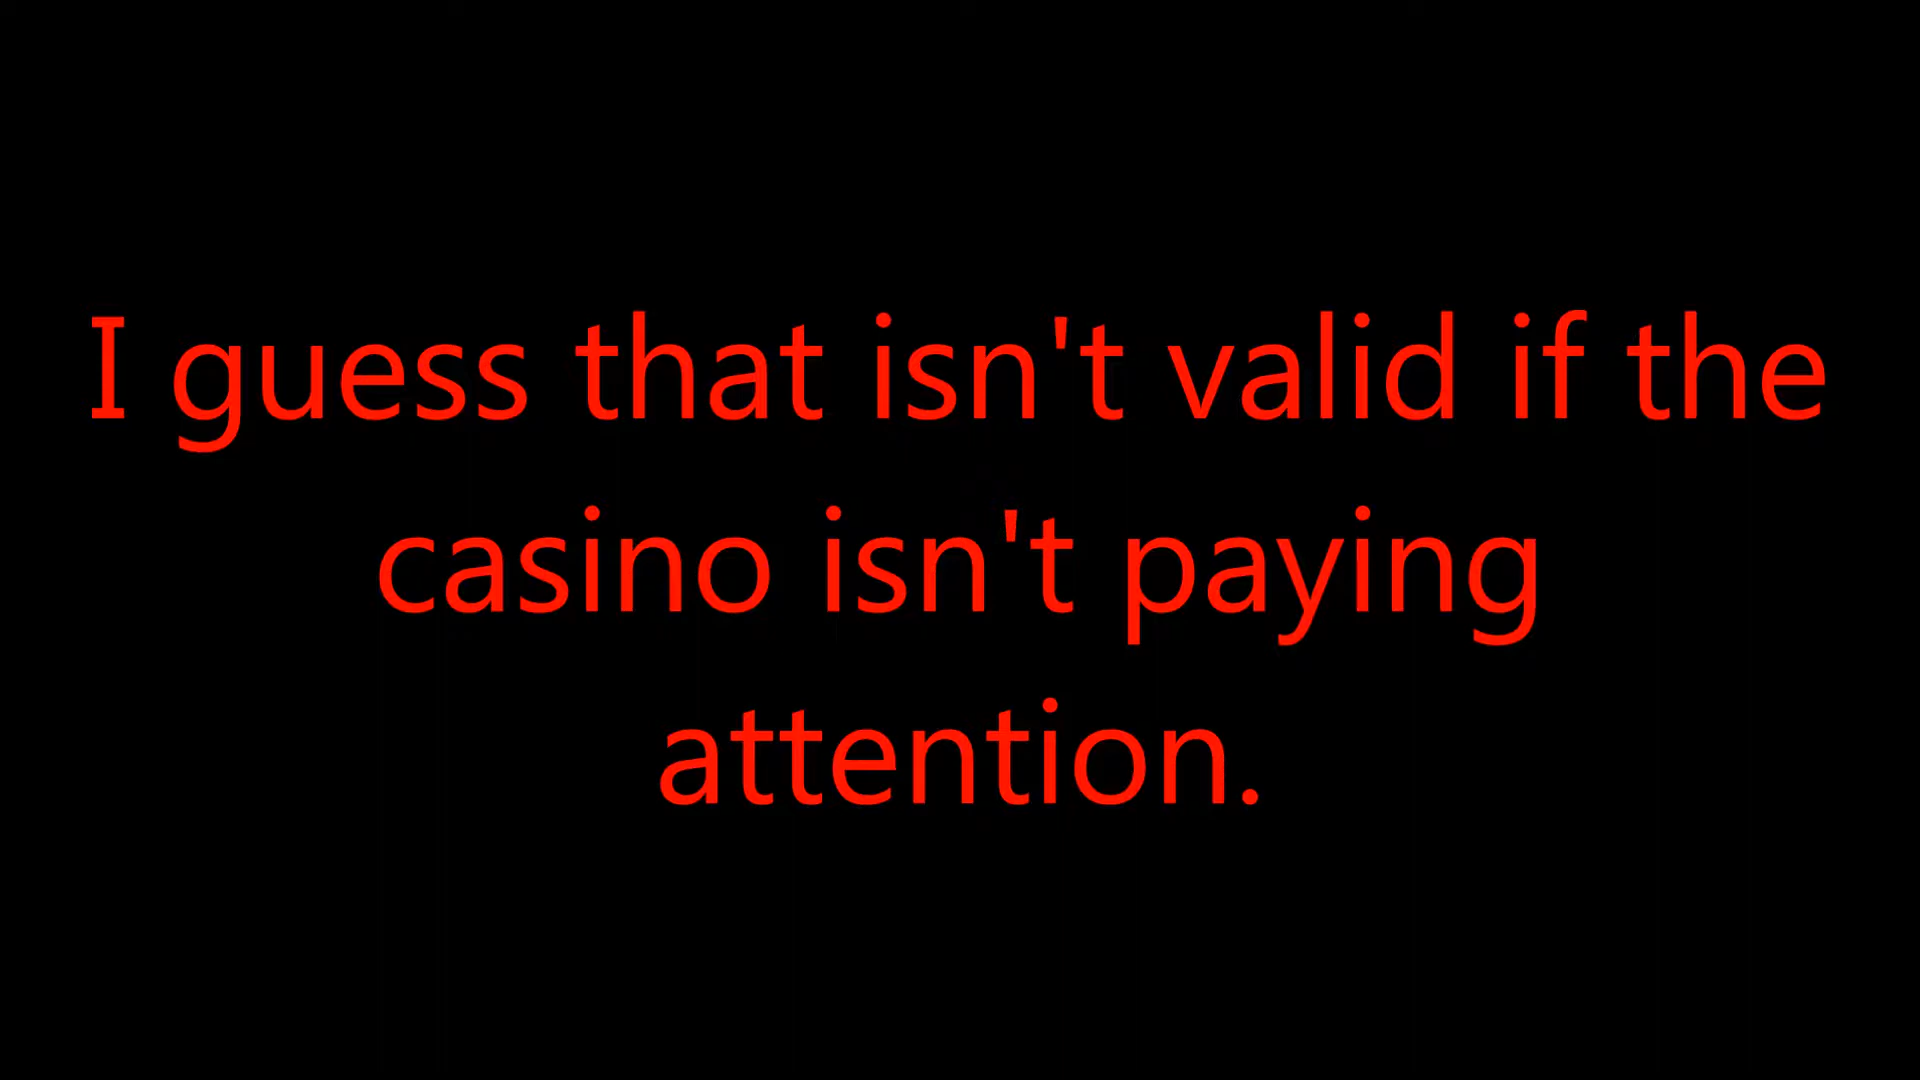 I guess that isn't valid if the
casino isn't paying
attention.